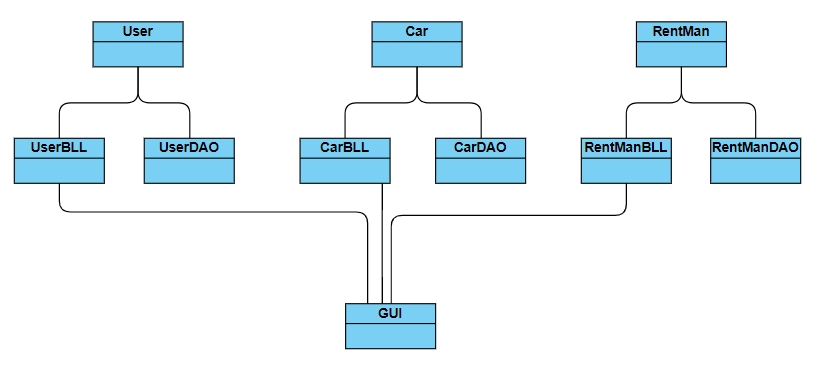 User
Car
RentMan
UserBLL
UserDAO
CarBLL
CarDAO
RentManBLL
RentManDAO
GUI